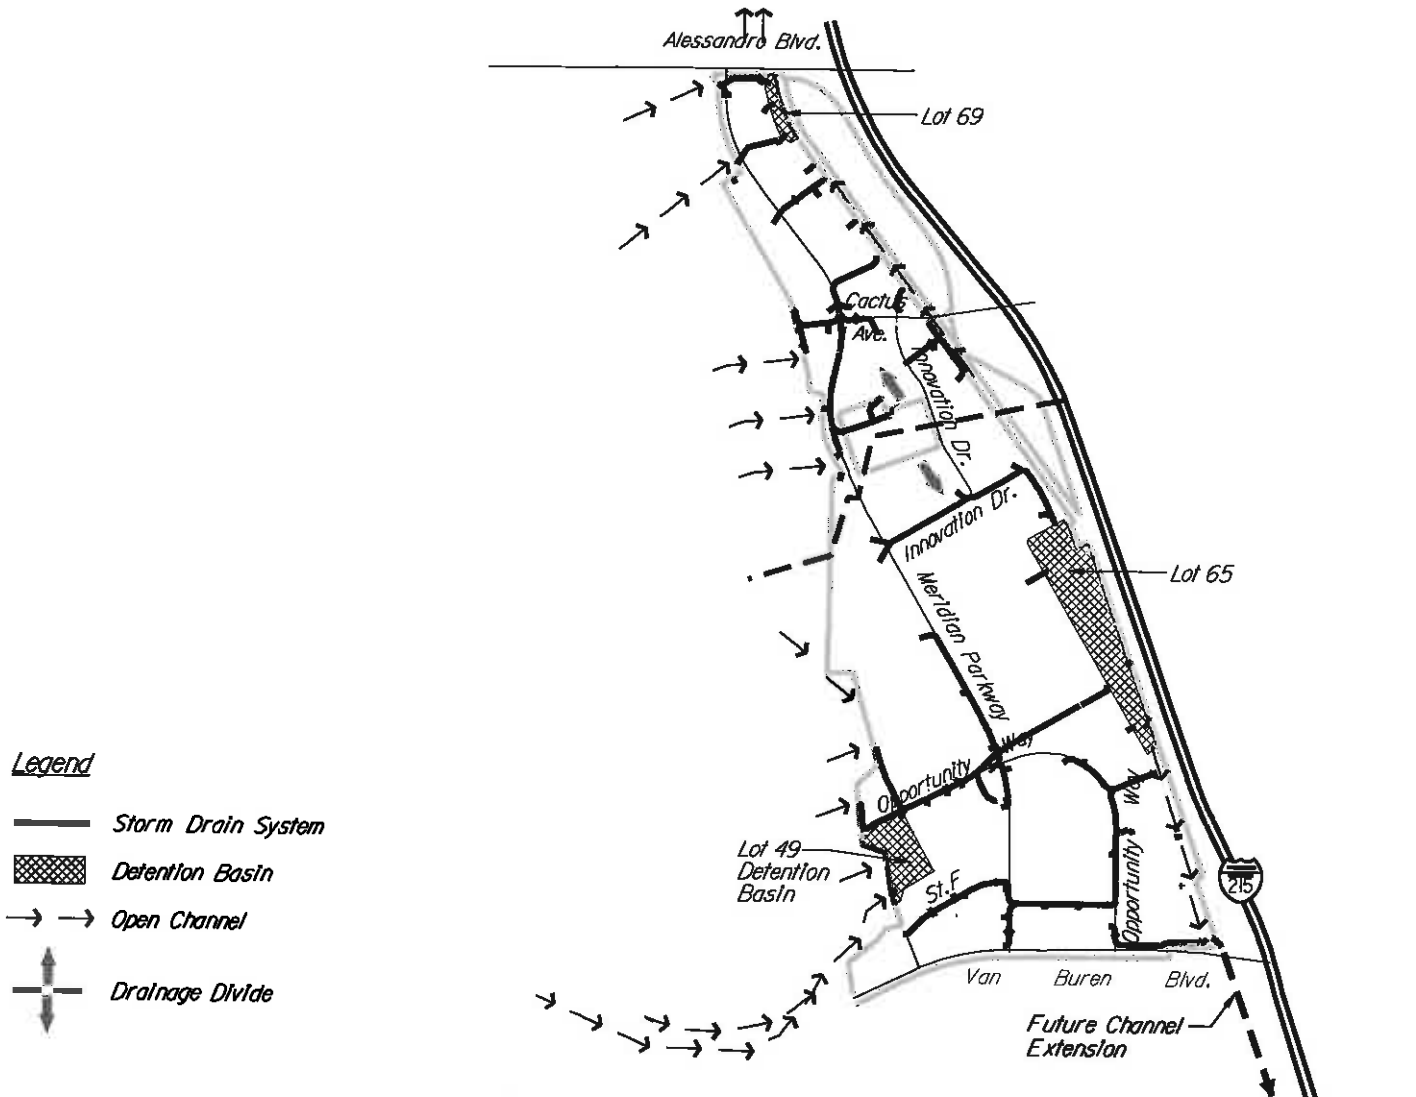 Alessandro Blvd.
Lot 69
Cactus
Ave.
Innovation Dr.
Innovation Dr.
Lot 65
Meridian Parkway
Opportunity Way
Opportunity Way
Lot 49
Detention
Basin
St. F
215
Van Buren Blvd.
Future Channel
Extension
Legend
Storm Drain System
Detention Basin
Open Channel
Drainage Divide